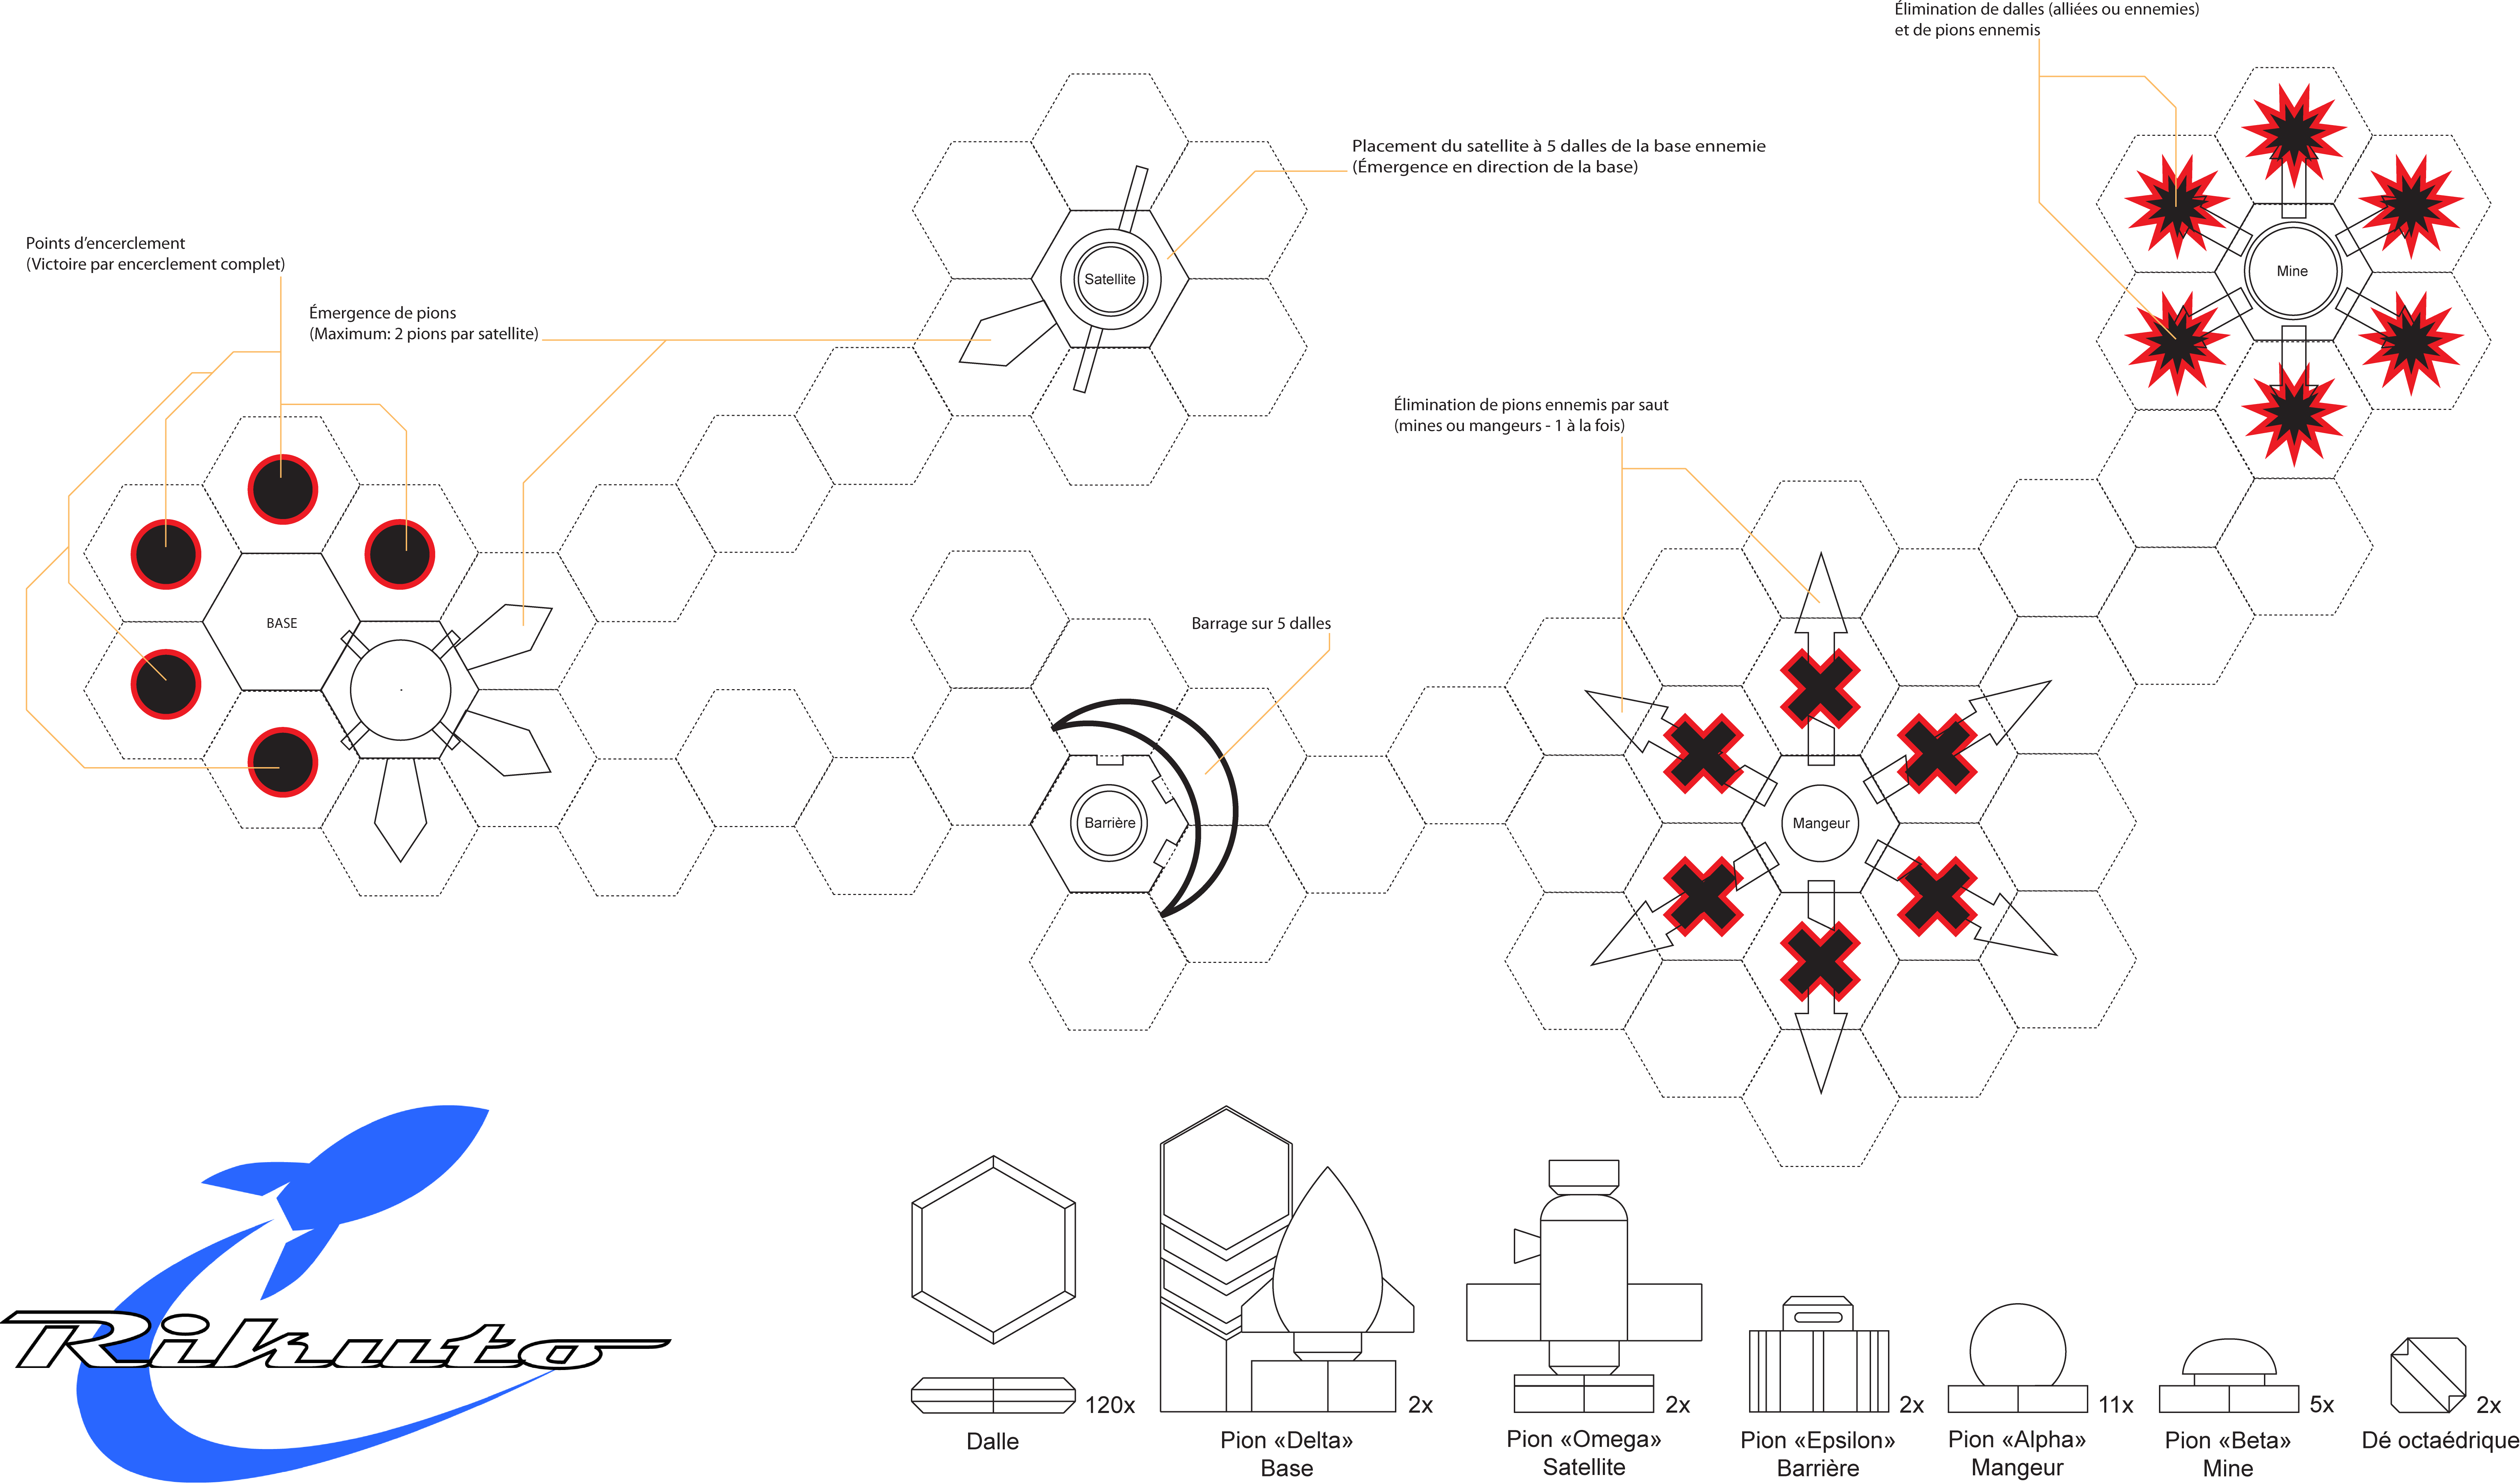 Élimination de dalles (alliées ou ennemies)
et de pions ennemis
Placement du satellite à 5 dalles de la base ennemie
(Émergence en direction de la base)
Points d'encerclement
(Victoire par encerclement complet)
Émergence de pions
(Maximum: 2 pions par satellite)
Satellite
Mine
Élimination de pions ennemis par saut
(mines ou mangeurs - 1 à la fois)
BASE
Barrage sur 5 dalles
Barrière
Mangeur
Rikuto
120x
2x
2x
2x
11x
5x
2x
Dalle
Pion «Delta»
Base
Pion «Omega»
Satellite
Pion «Epsilon»
Barrière
Pion «Alpha»
Mangeur
Pion «Beta»
Mine
Dé octaédrique